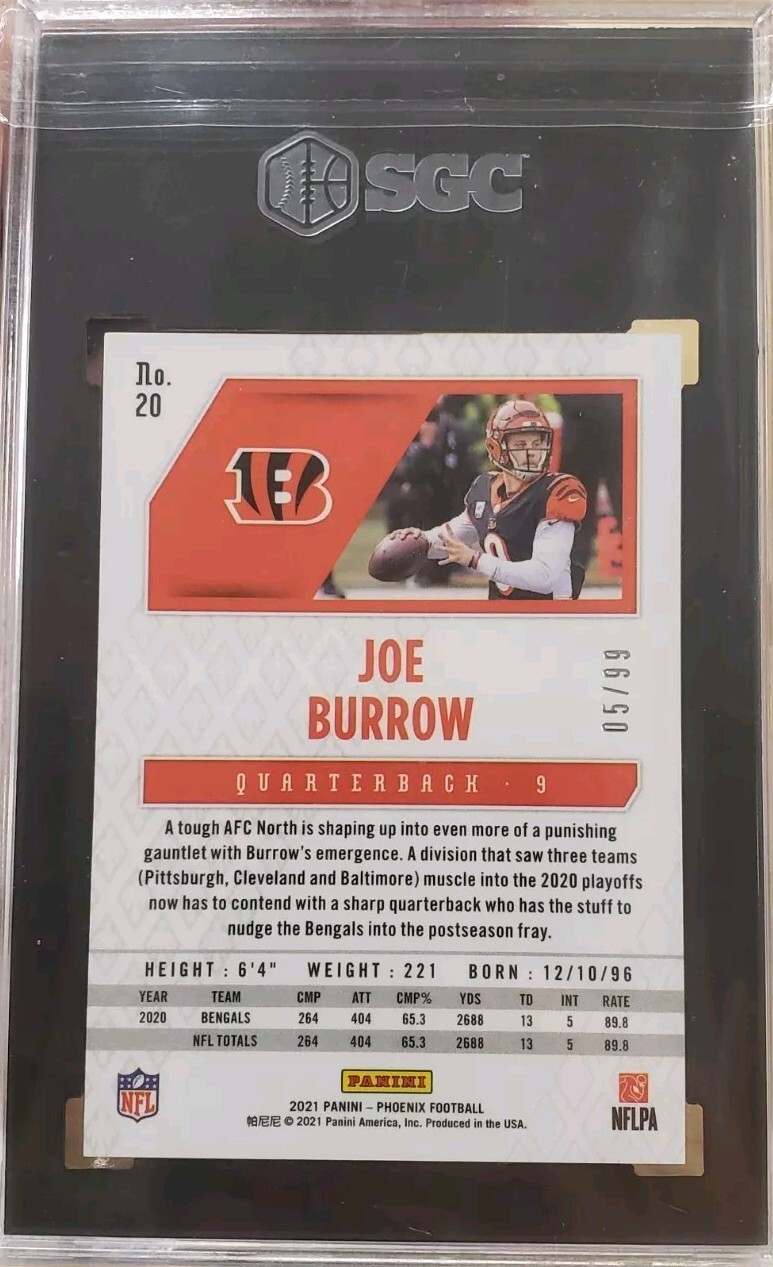 SGC
No.
20
B
JOE
BURROW
05/99
QUARTERBACK · 9
A tough AFC North is shaping up into even more of a punishing
gauntlet with Burrow's emergence. A division that saw three teams
(Pittsburgh, Cleveland and Baltimore) muscle into the 2020 playoffs
now has to contend with a sharp quarterback who has the stuff to
nudge the Bengals into the postseason fray.
HEIGHT : 6'4" WEIGHT : 221 BORN : 12/10/96
YEAR TEAM CMP ATT CMP% YDS TD INT RATE
2020 BENGALS 264 404 65.3 2688 13 5 89.8
NFL TOTALS 264 404 65.3 2688 13 5 89.8
NFL
PANINI
2021 PANINI – PHOENIX FOOTBALL
帕尼尼 © 2021 Panini America, Inc. Produced in the USA.
NFLPA